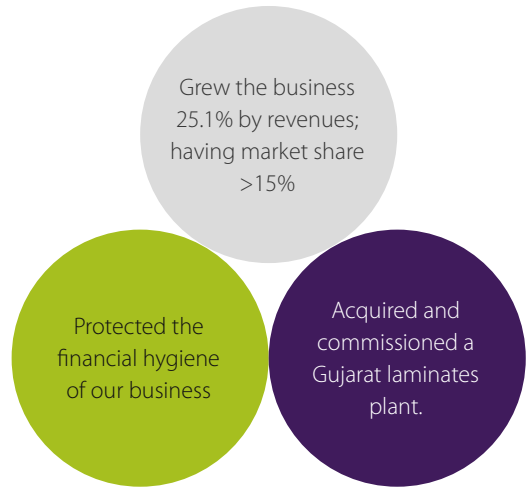 Grew the business
25.1% by revenues;
having market share
>15%
Protected the
financial hygiene
of our business
Acquired and
commissioned a
Gujarat laminates
plant.